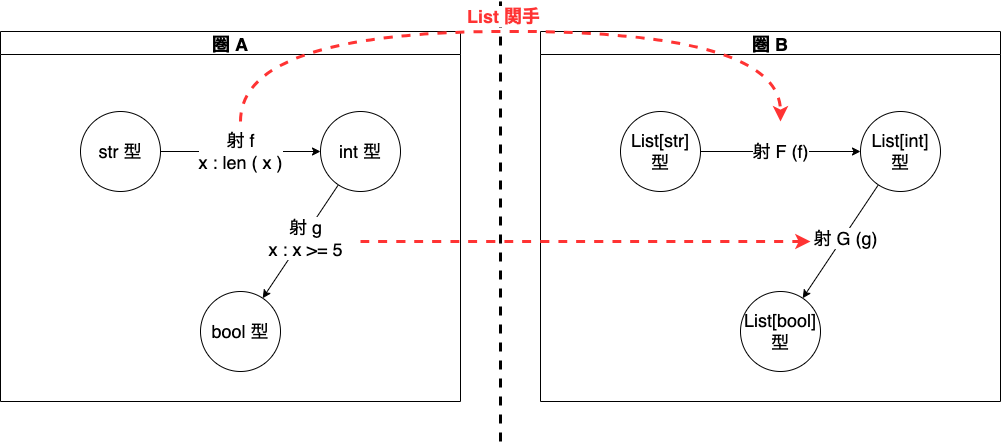 List 関手
圏 A
圏 B
str 型
射 f
x : len ( x )
int 型
List[str]
型
射 F (f)
List[int]
型
射 g
x : x >= 5
射 G (g)
bool 型
List[bool]
型